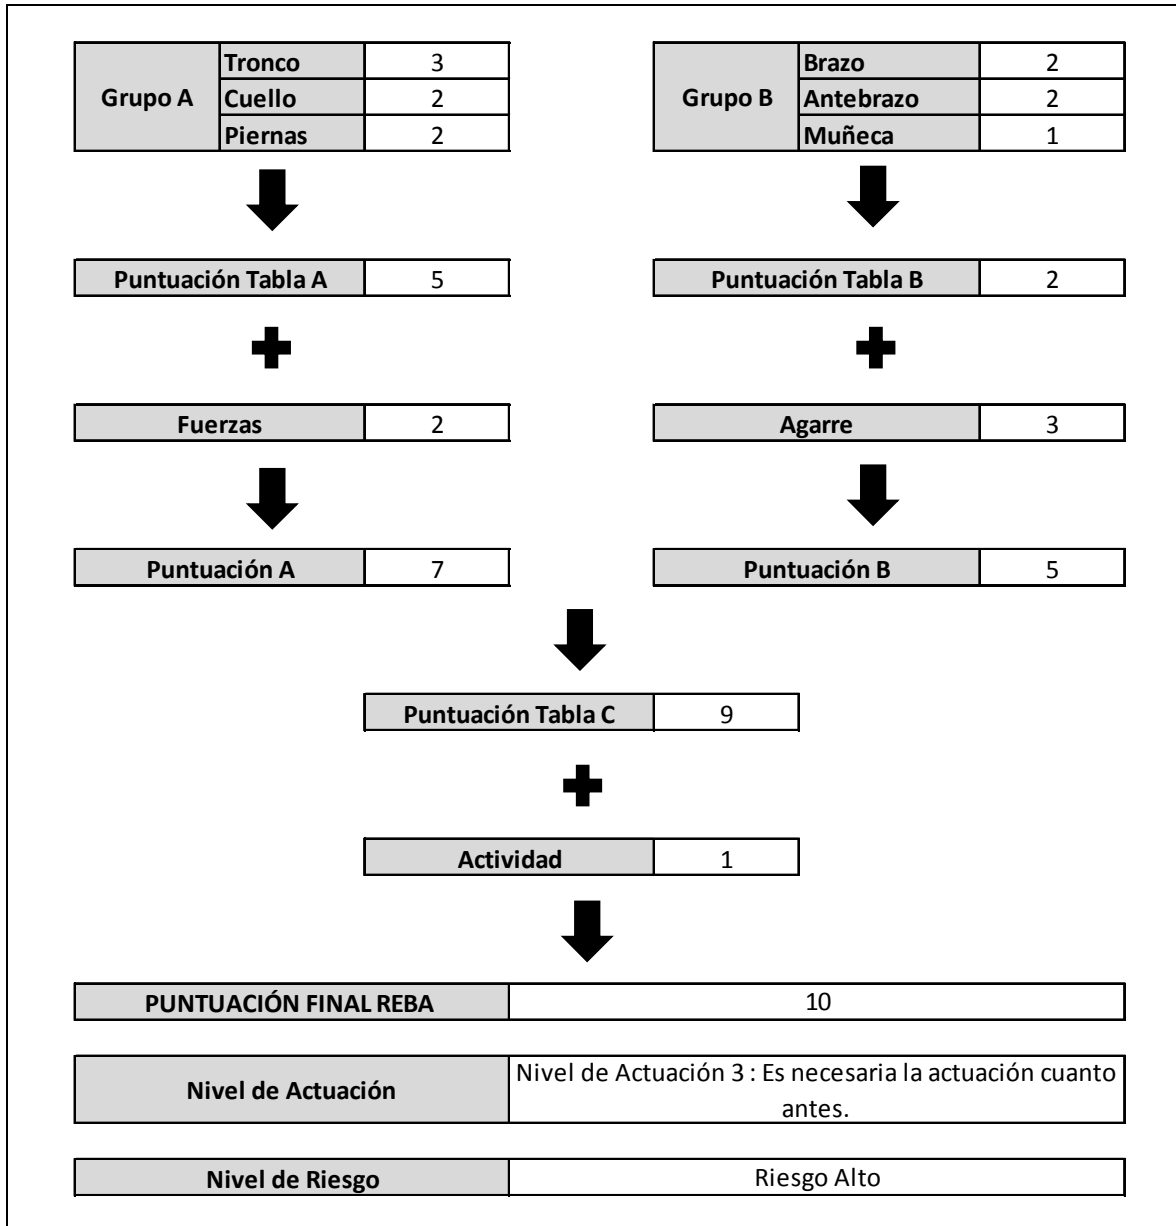 Grupo A
Tronco 3
Cuello 2
Piernas 2
Grupo B
Brazo 2
Antebrazo 2
Muñeca 1
Puntuación Tabla A 5
Puntuación Tabla B 2
Fuerzas 2
Agarre 3
Puntuación A 7
Puntuación B 5
Puntuación Tabla C 9
Actividad 1
PUNTUACIÓN FINAL REBA 10
Nivel de Actuación
Nivel de Actuación 3 : Es necesaria la actuación cuanto
antes.
Nivel de Riesgo Riesgo Alto